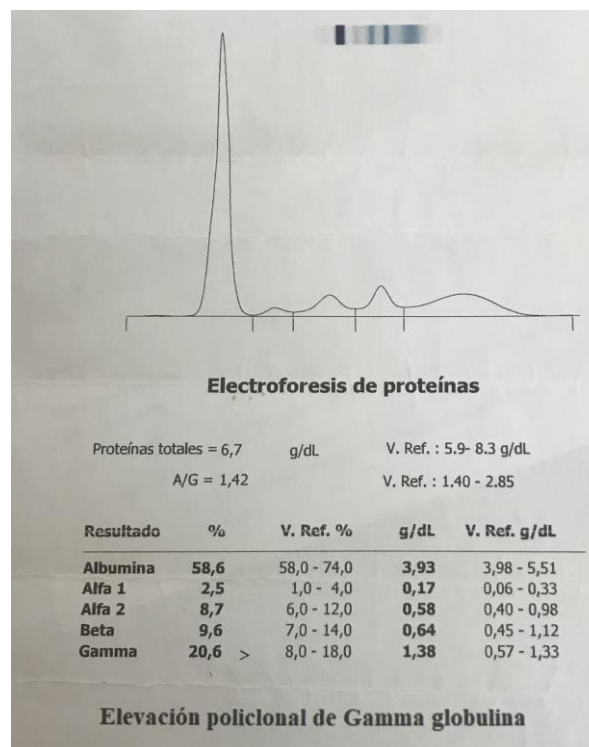 Electroforesis de proteínas
Proteínas totales = 6,7 g/dL V. Ref. : 5.9- 8.3 g/dL
A/G = 1,42 V. Ref. : 1.40 - 2.85
Resultado % V. Ref. % g/dL V. Ref. g/dL
Albumina 58,6 58,0 - 74,0 3,93 3,98 - 5,51
Alfa 1 2,5 1,0 - 4,0 0,17 0,06 - 0,33
Alfa 2 8,7 6,0 - 12,0 0,58 0,40 - 0,98
Beta 9,6 7,0 - 14,0 0,64 0,45 - 1,12
Gamma 20,6 > 8,0 - 18,0 1,38 0,57 - 1,33
Elevación policlonal de Gamma globulina